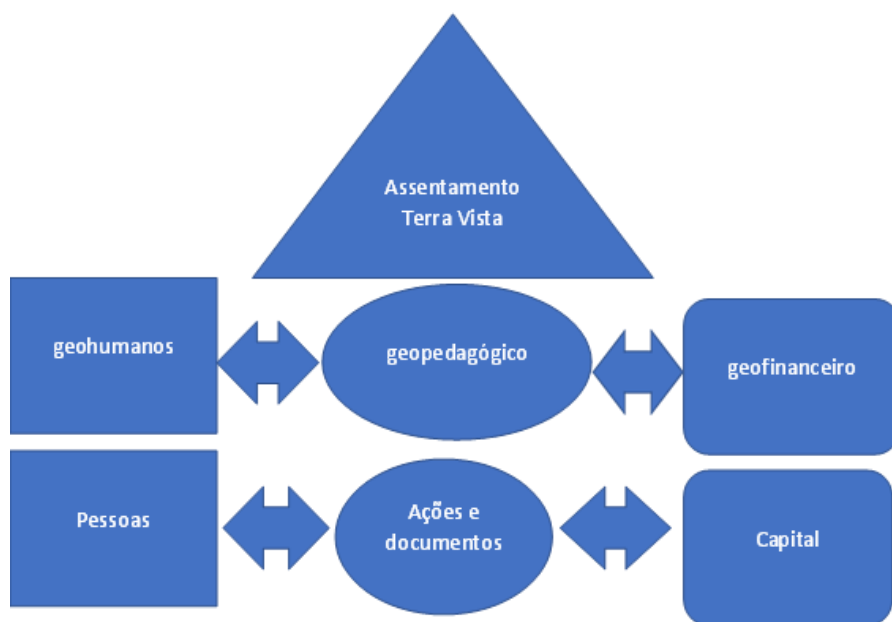 Assentamento
Terra Vista
geohumanos
geopedagógico
geofinanceiro
Pessoas
Ações e
documentos
Capital